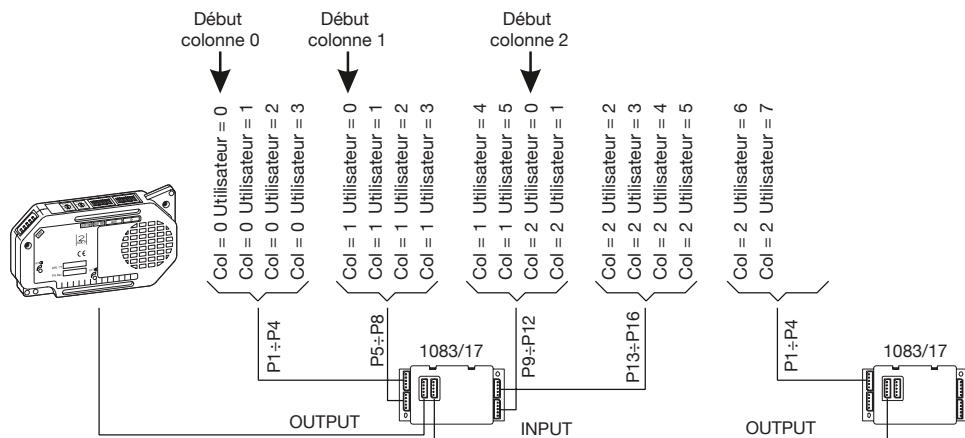 Début
colonne 0
Début
colonne 1
Début
colonne 2
Col = 0 Utilisateur = 0
Col = 0 Utilisateur = 1
Col = 0 Utilisateur = 2
Col = 0 Utilisateur = 3
Col = 1 Utilisateur = 0
Col = 1 Utilisateur = 1
Col = 1 Utilisateur = 2
Col = 1 Utilisateur = 3
Col = 1 Utilisateur = 4
Col = 1 Utilisateur = 5
Col = 2 Utilisateur = 0
Col = 2 Utilisateur = 1
Col = 2 Utilisateur = 2
Col = 2 Utilisateur = 3
Col = 2 Utilisateur = 4
Col = 2 Utilisateur = 5
Col = 2 Utilisateur = 6
Col = 2 Utilisateur = 7
CE
P1÷P4
P5÷P8
P9÷P12
P13÷P16
P1÷P4
1083/17
1083/17
OUTPUT
INPUT
OUTPUT